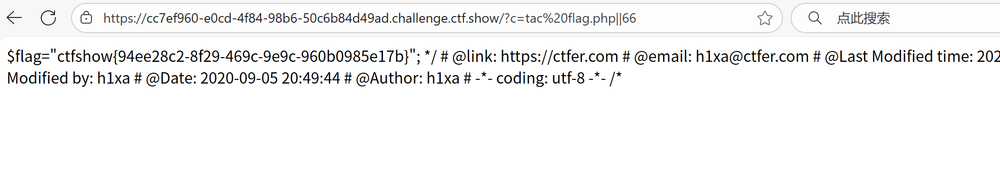 https://cc7ef960-e0cd-4f84-98b6-50c6b84d49ad.challenge.ctf.show/?c=tac%20flag.php||66
点此搜索
$flag="ctfshow{94ee28c2-8f29-469c-9e9c-960b0985e17b}"; */ # @link: https://ctfer.com # @email: h1xa@ctfer.com # @Last Modified time: 202
Modified by: h1xa # @Date: 2020-09-05 20:49:44 # @Author: h1xa # -*- coding: utf-8 -*- /*